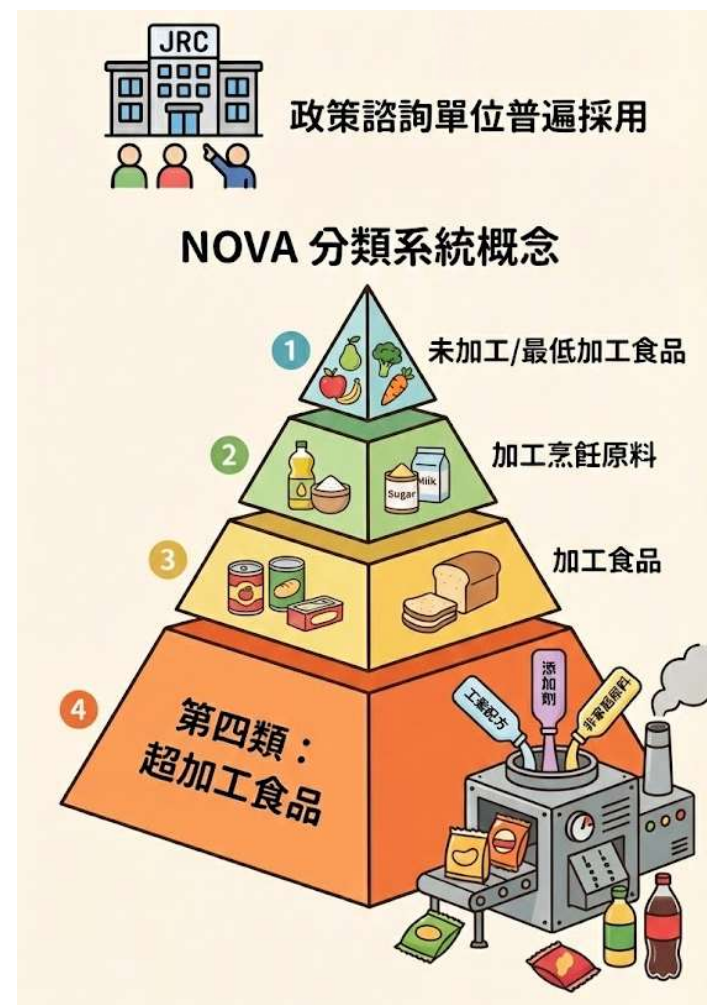 JRC
政策諮詢單位普遍採用
NOVA 分類系統概念
1
未加工/最低加工食品
2
加工烹飪原料
Sugar
Milk
3
加工食品
4
第四類：
超加工食品
工業配方
添加劑
非家庭原料